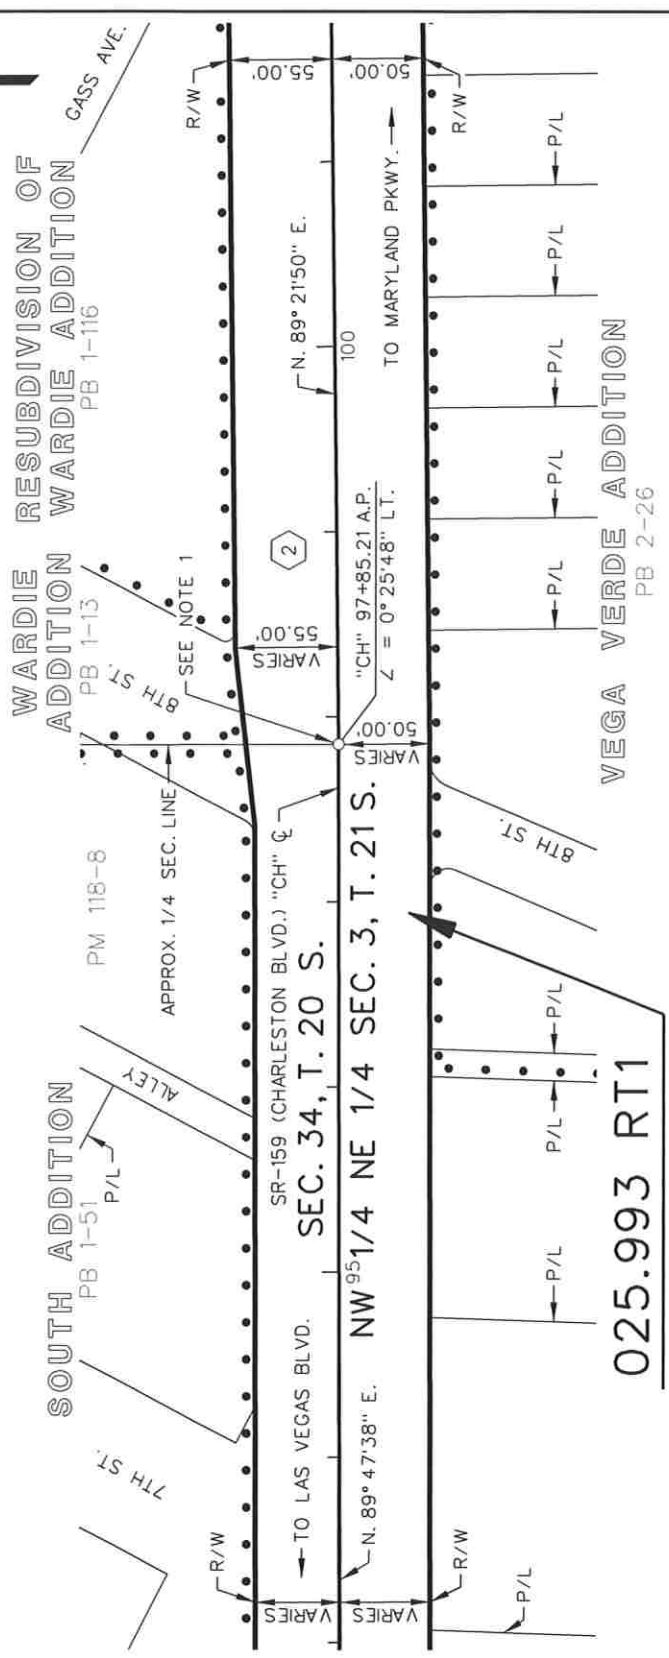 SOUTH ADDITION
PB 1-51
WARDIE
ADDITION
PB 1-13
RESUBDIVISION OF
WARDIE ADDITION
PB 1-116
GASS AVE.
PM 118-8
APPROX. 1/4 SEC. LINE
8TH ST.
SEE NOTE 1
7TH ST.
P/L
ALLEY
R/W
R/W
SR-159 (CHARLESTON BLVD.) "CH" ℄
VARIES
55.00'
2
55.00'
TO LAS VEGAS BLVD.
SEC. 34, T. 20 S.
N. 89° 21'50" E.
95
100
NW 1/4 NE 1/4 SEC. 3, T. 21 S.
N. 89° 47'38" E.
"CH" 97+85.21 A.P.
∠ = 0° 25'48" LT.
TO MARYLAND PKWY.
VARIES
VARIES
VARIES
50.00'
50.00'
R/W
R/W
8TH ST.
P/L
P/L
P/L
P/L
P/L
P/L
P/L
P/L
P/L
025.993 RT1
VEGA VERDE ADDITION
PB 2-26